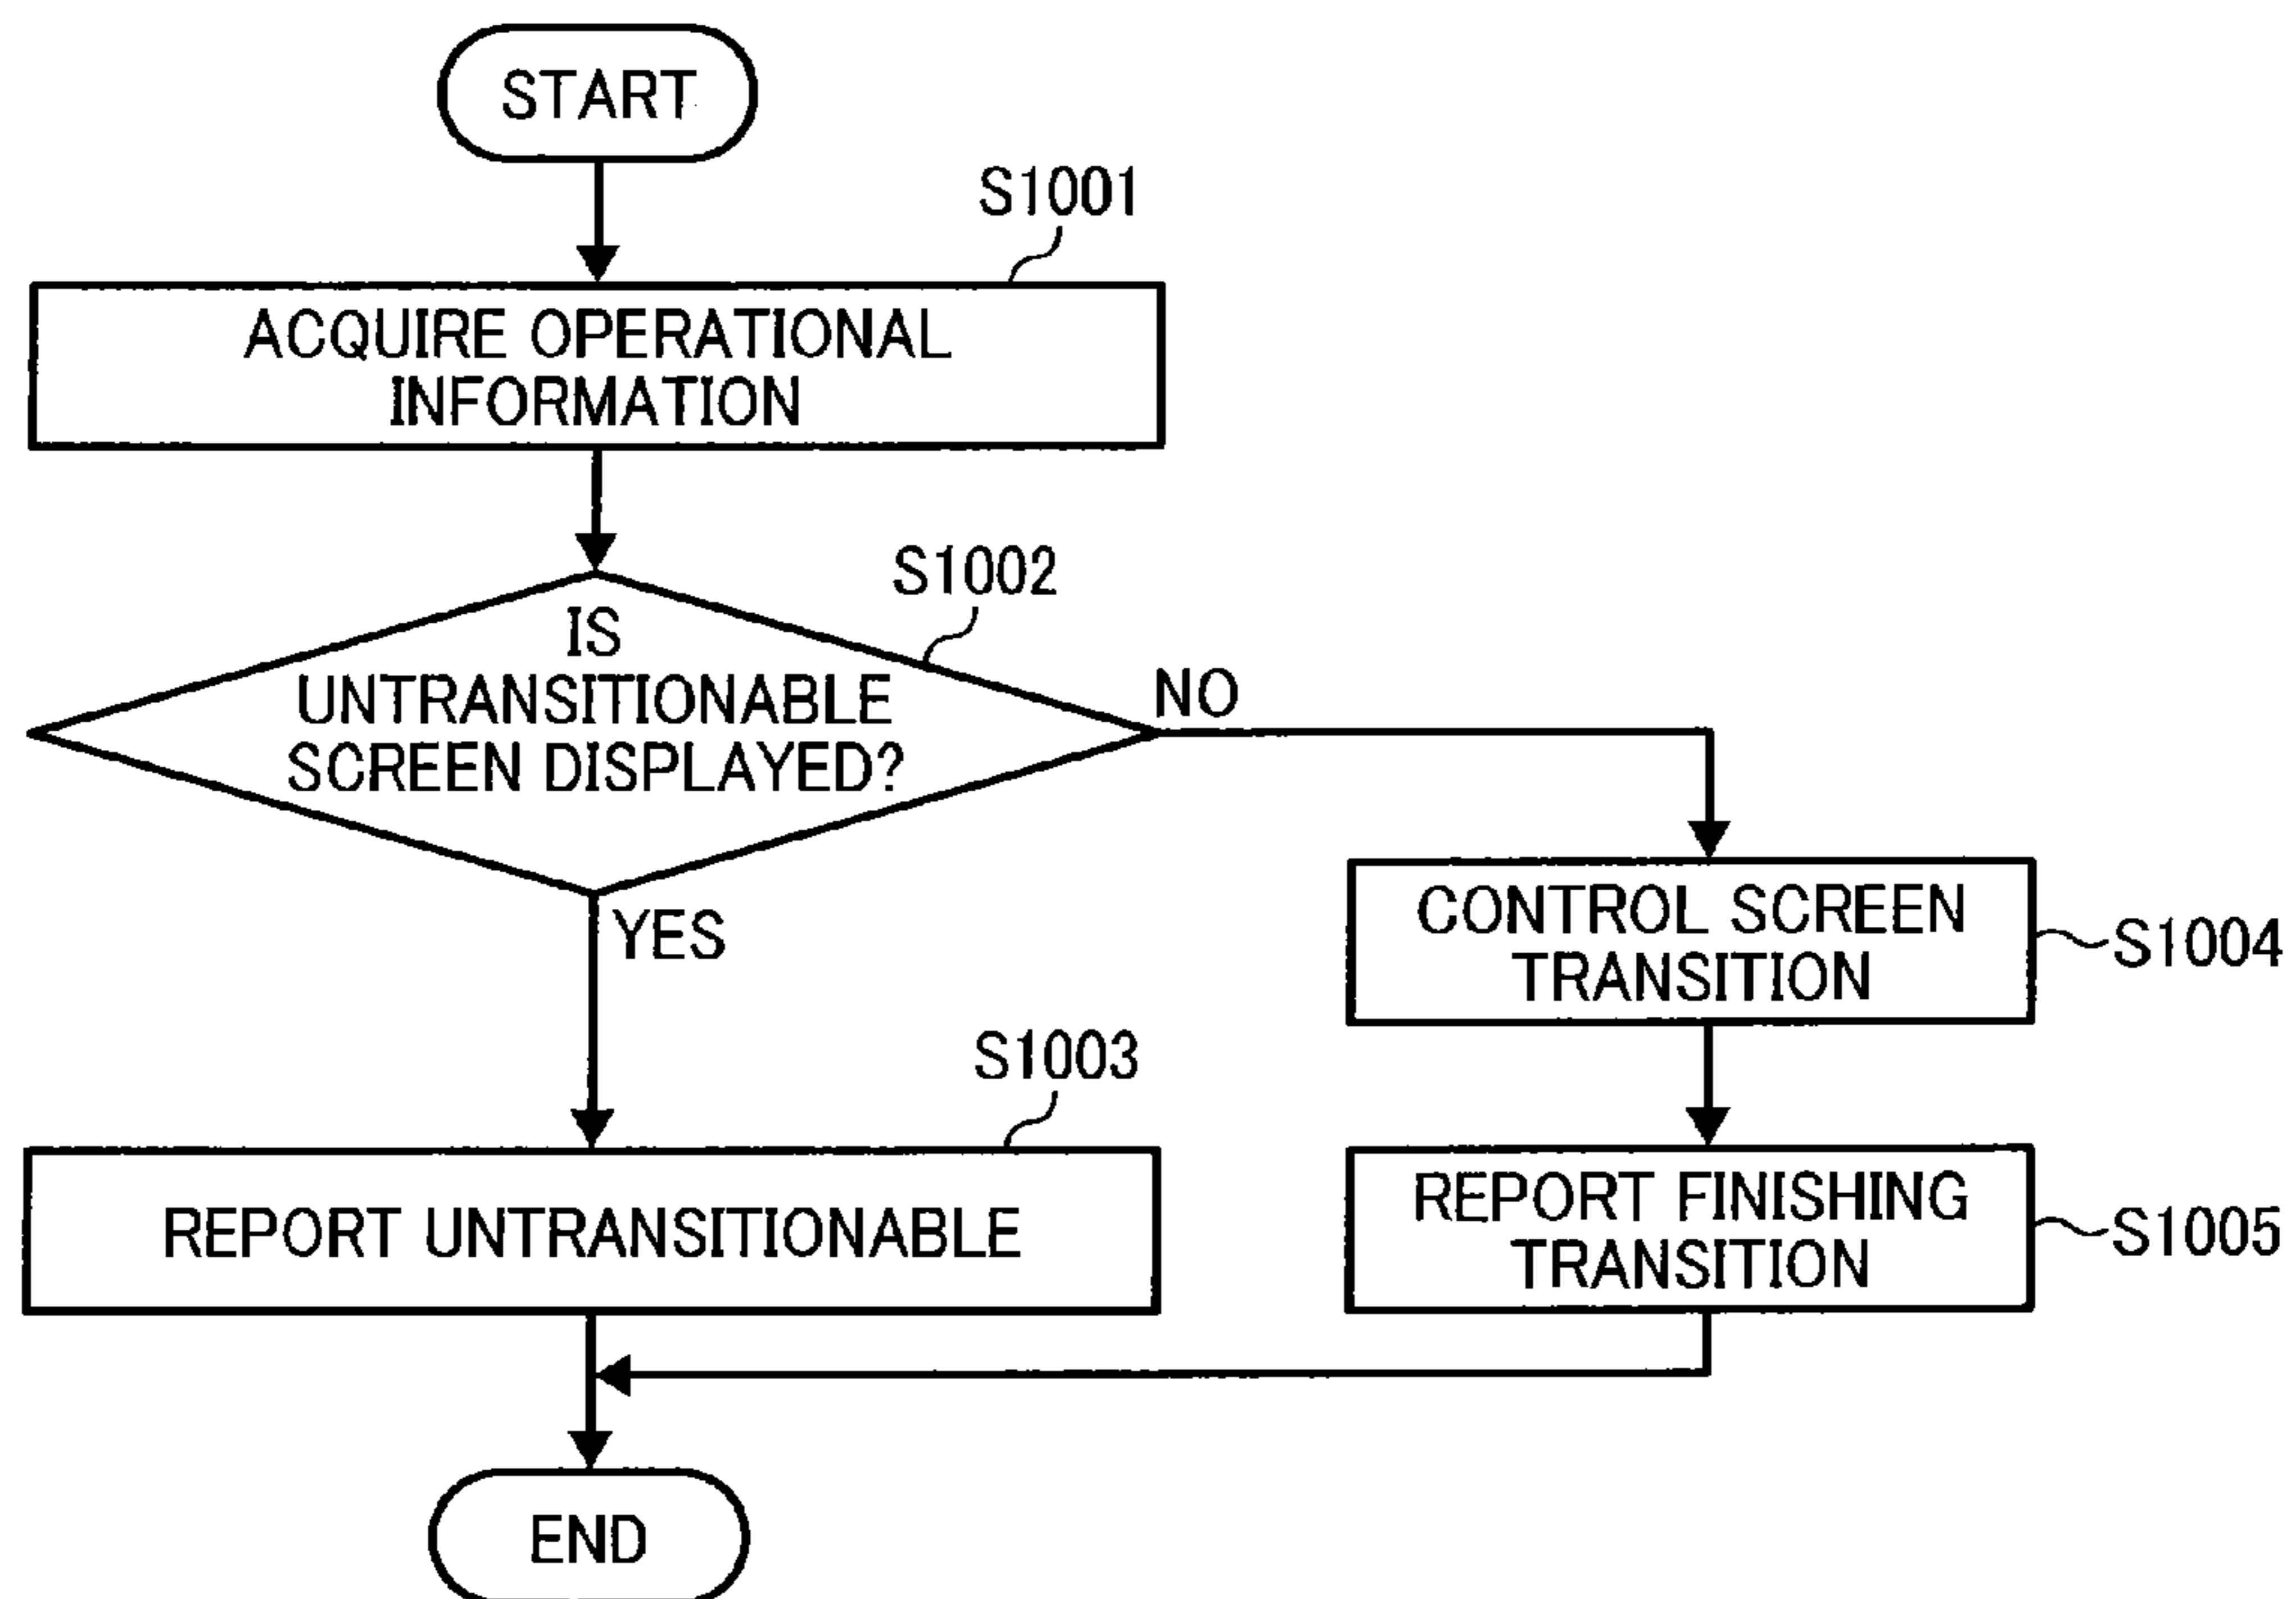 START
S1001
ACQUIRE OPERATIONAL
INFORMATION
S1002
IS
UNTRANSITIONABLE
SCREEN DISPLAYED?
NO
YES
CONTROL SCREEN
TRANSITION
S1004
S1003
REPORT UNTRANSITIONABLE
REPORT FINISHING
TRANSITION
S1005
END